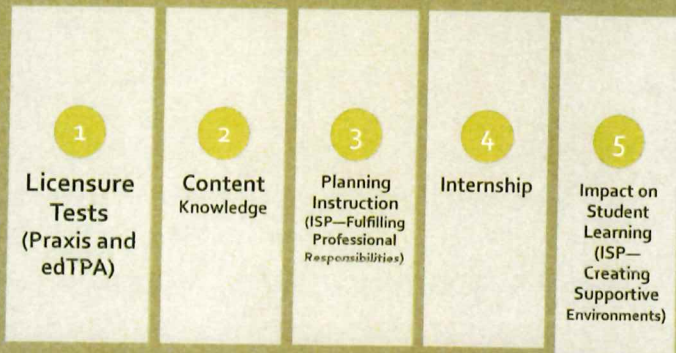 1
Licensure
Tests
(Praxis and
edTPA)
2
Content
Knowledge
3
Planning
Instruction
(ISP—Fulfilling
Professional
Responsibilities)
4
Internship
5
Impact on
Student
Learning
(ISP—
Creating
Supportive
Environments)